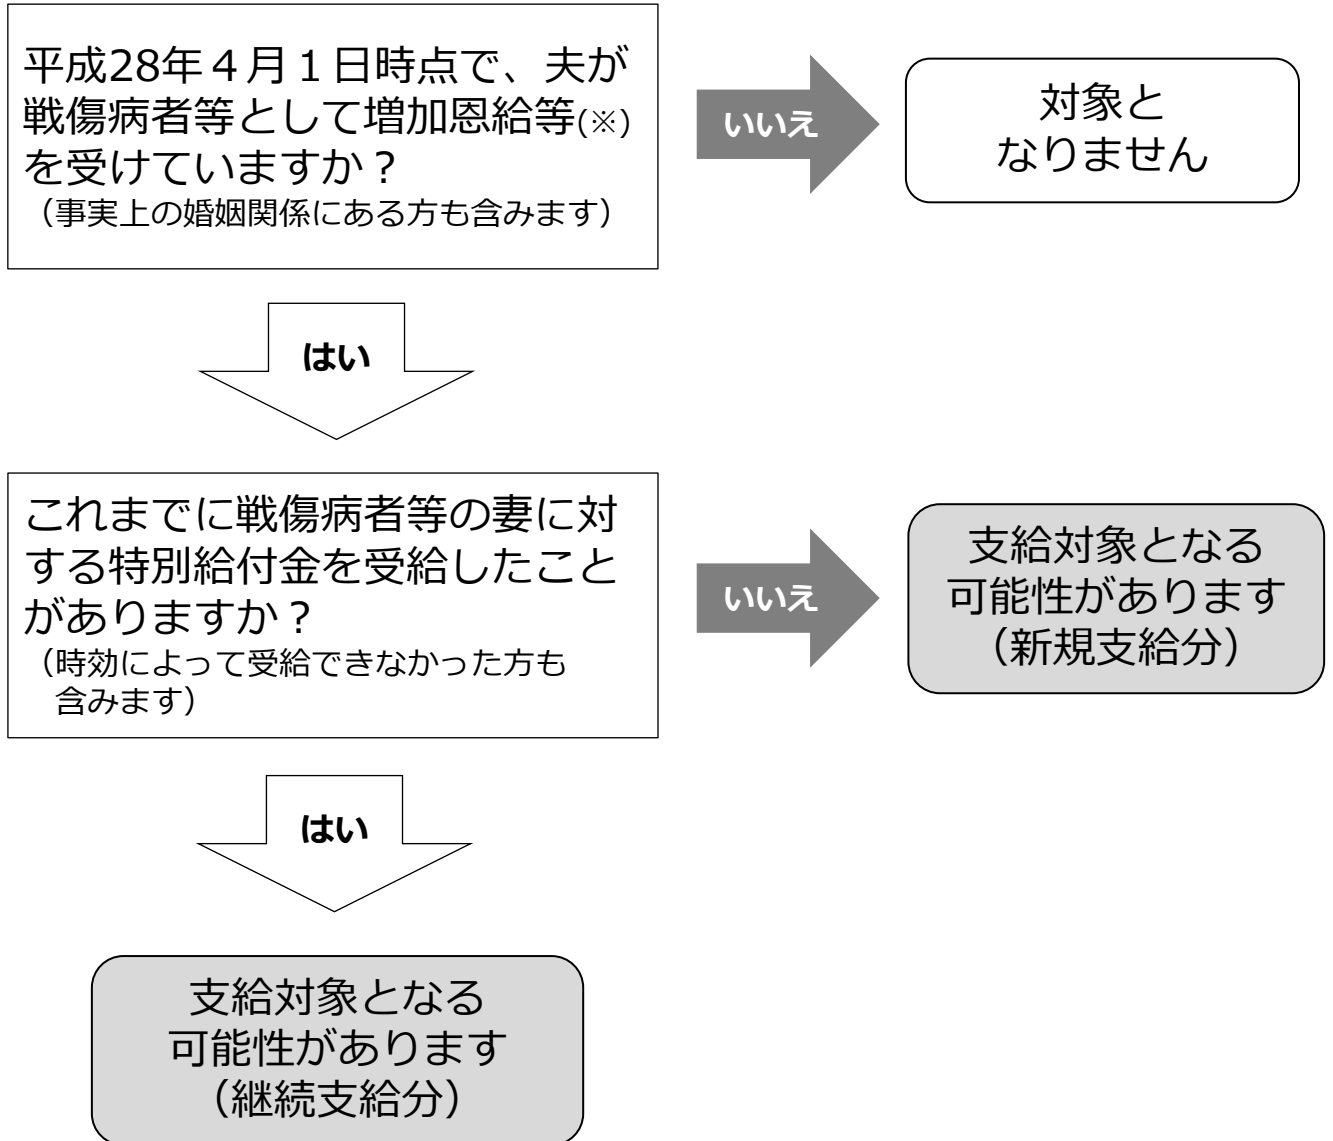 平成28年４月１日時点で、夫が
戦傷病者等として増加恩給等(※)
を受けていますか？
（事実上の婚姻関係にある方も含みます）
いいえ
対象と
なりません
はい
これまでに戦傷病者等の妻に対
する特別給付金を受給したこと
がありますか？
（時効によって受給できなかった方も
含みます）
いいえ
支給対象となる
可能性があります
（新規支給分）
はい
支給対象となる
可能性があります
（継続支給分）